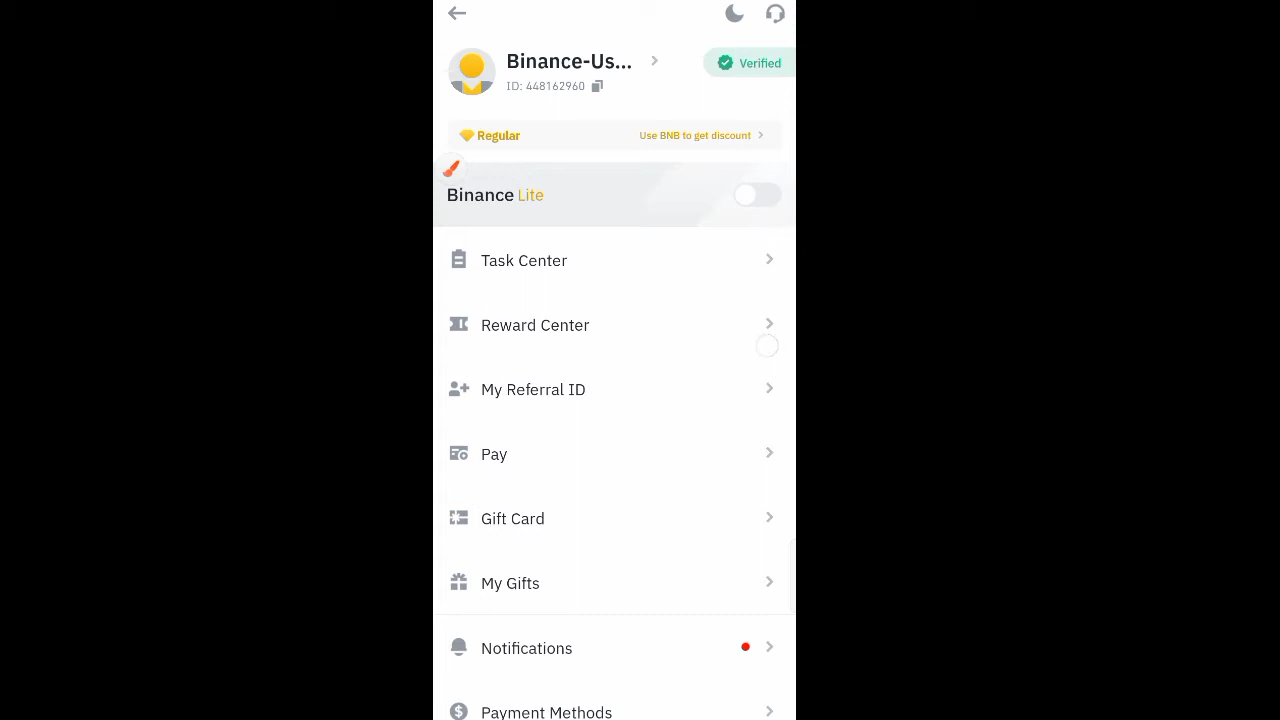 Binance-Us...
Verified
ID: 448162960
Regular
Use BNB to get discount
Binance Lite
Task Center
Reward Center
My Referral ID
Pay
Gift Card
My Gifts
Notifications
Payment Methods